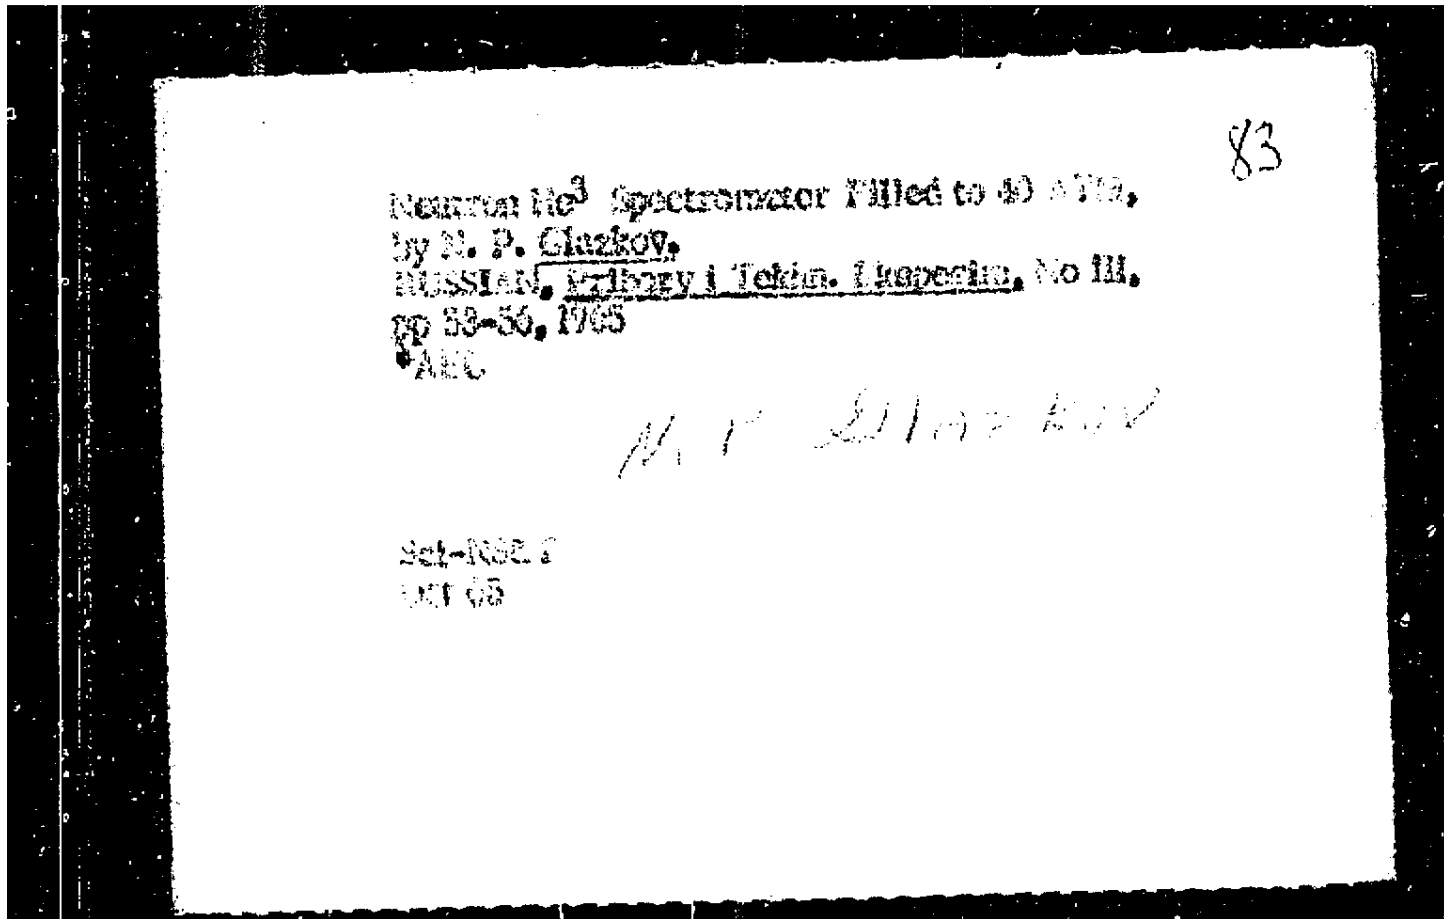 83
Neutron He³ Spectrometer Filled to 40 ATM,
by N. P. Glazkov.
RUSSIAN, Pribory i Tekhn. Eksperim, No III,
pp 53-56, 1965
*AEC
N. P Glazkov
Sci-
Oct 65